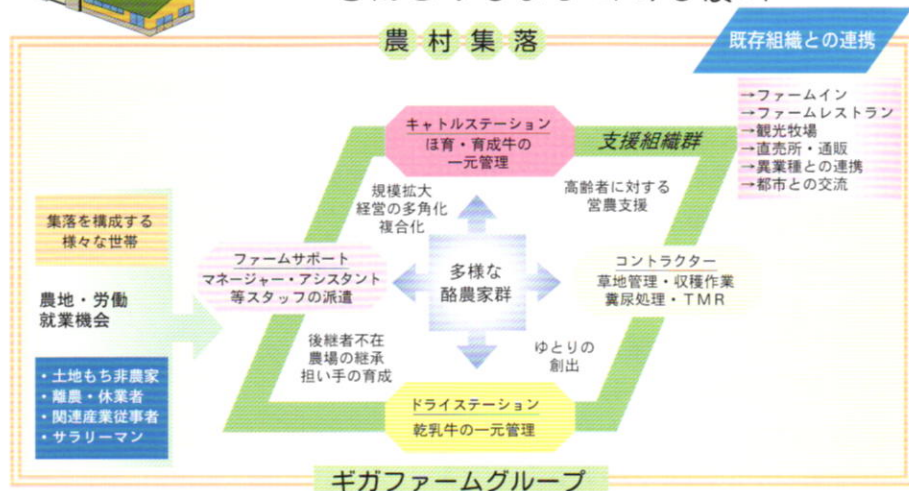 農村集落
既存組織との連携
→ファームイン
→ファームレストラン
→観光牧場
→直売所・通販
→異業種との連携
→都市との交流
キャトルステーション
ほ育・育成牛の
一元管理
支援組織群
規模拡大
経営の多角化
複合化
高齢者に対する
営農支援
集落を構成する
様々な世帯
農地・労働
就業機会
・土地もち非農家
・離農・休業者
・関連産業従事者
・サラリーマン
ファームサポート
マネージャー・アシスタント
等スタッフの派遣
多様な
酪農家群
コントラクター
草地管理・収穫作業
糞尿処理・TMR
後継者不在
農場の継承
担い手の育成
ゆとりの
創出
ドライステーション
乾乳牛の一元管理
ギガファームグループ